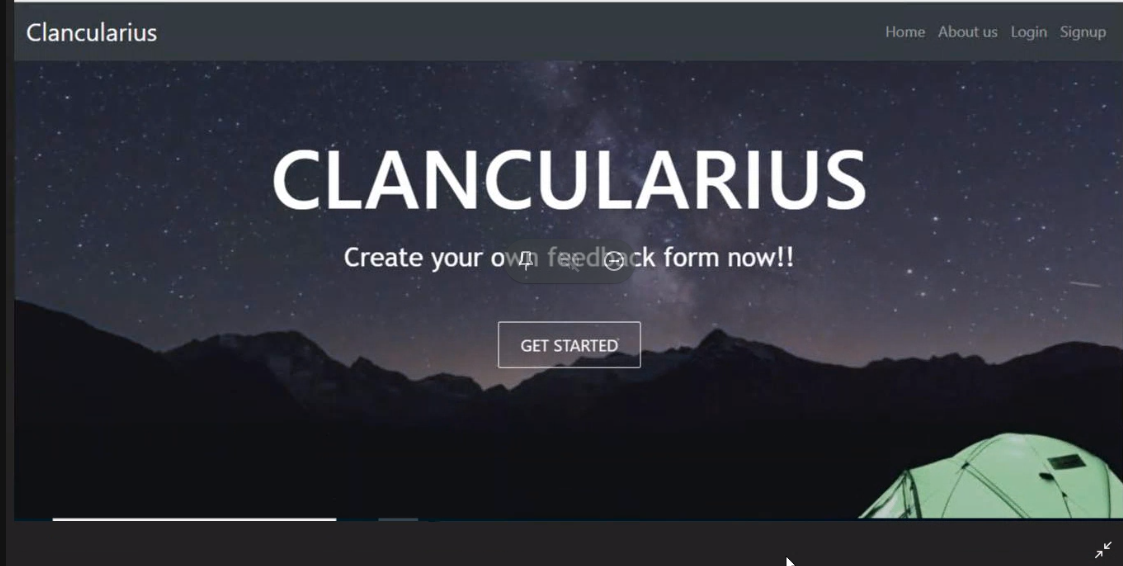 Clancularius
Home About us Login Signup
CLANCULARIUS
Create your own feedback form now!!
GET STARTED